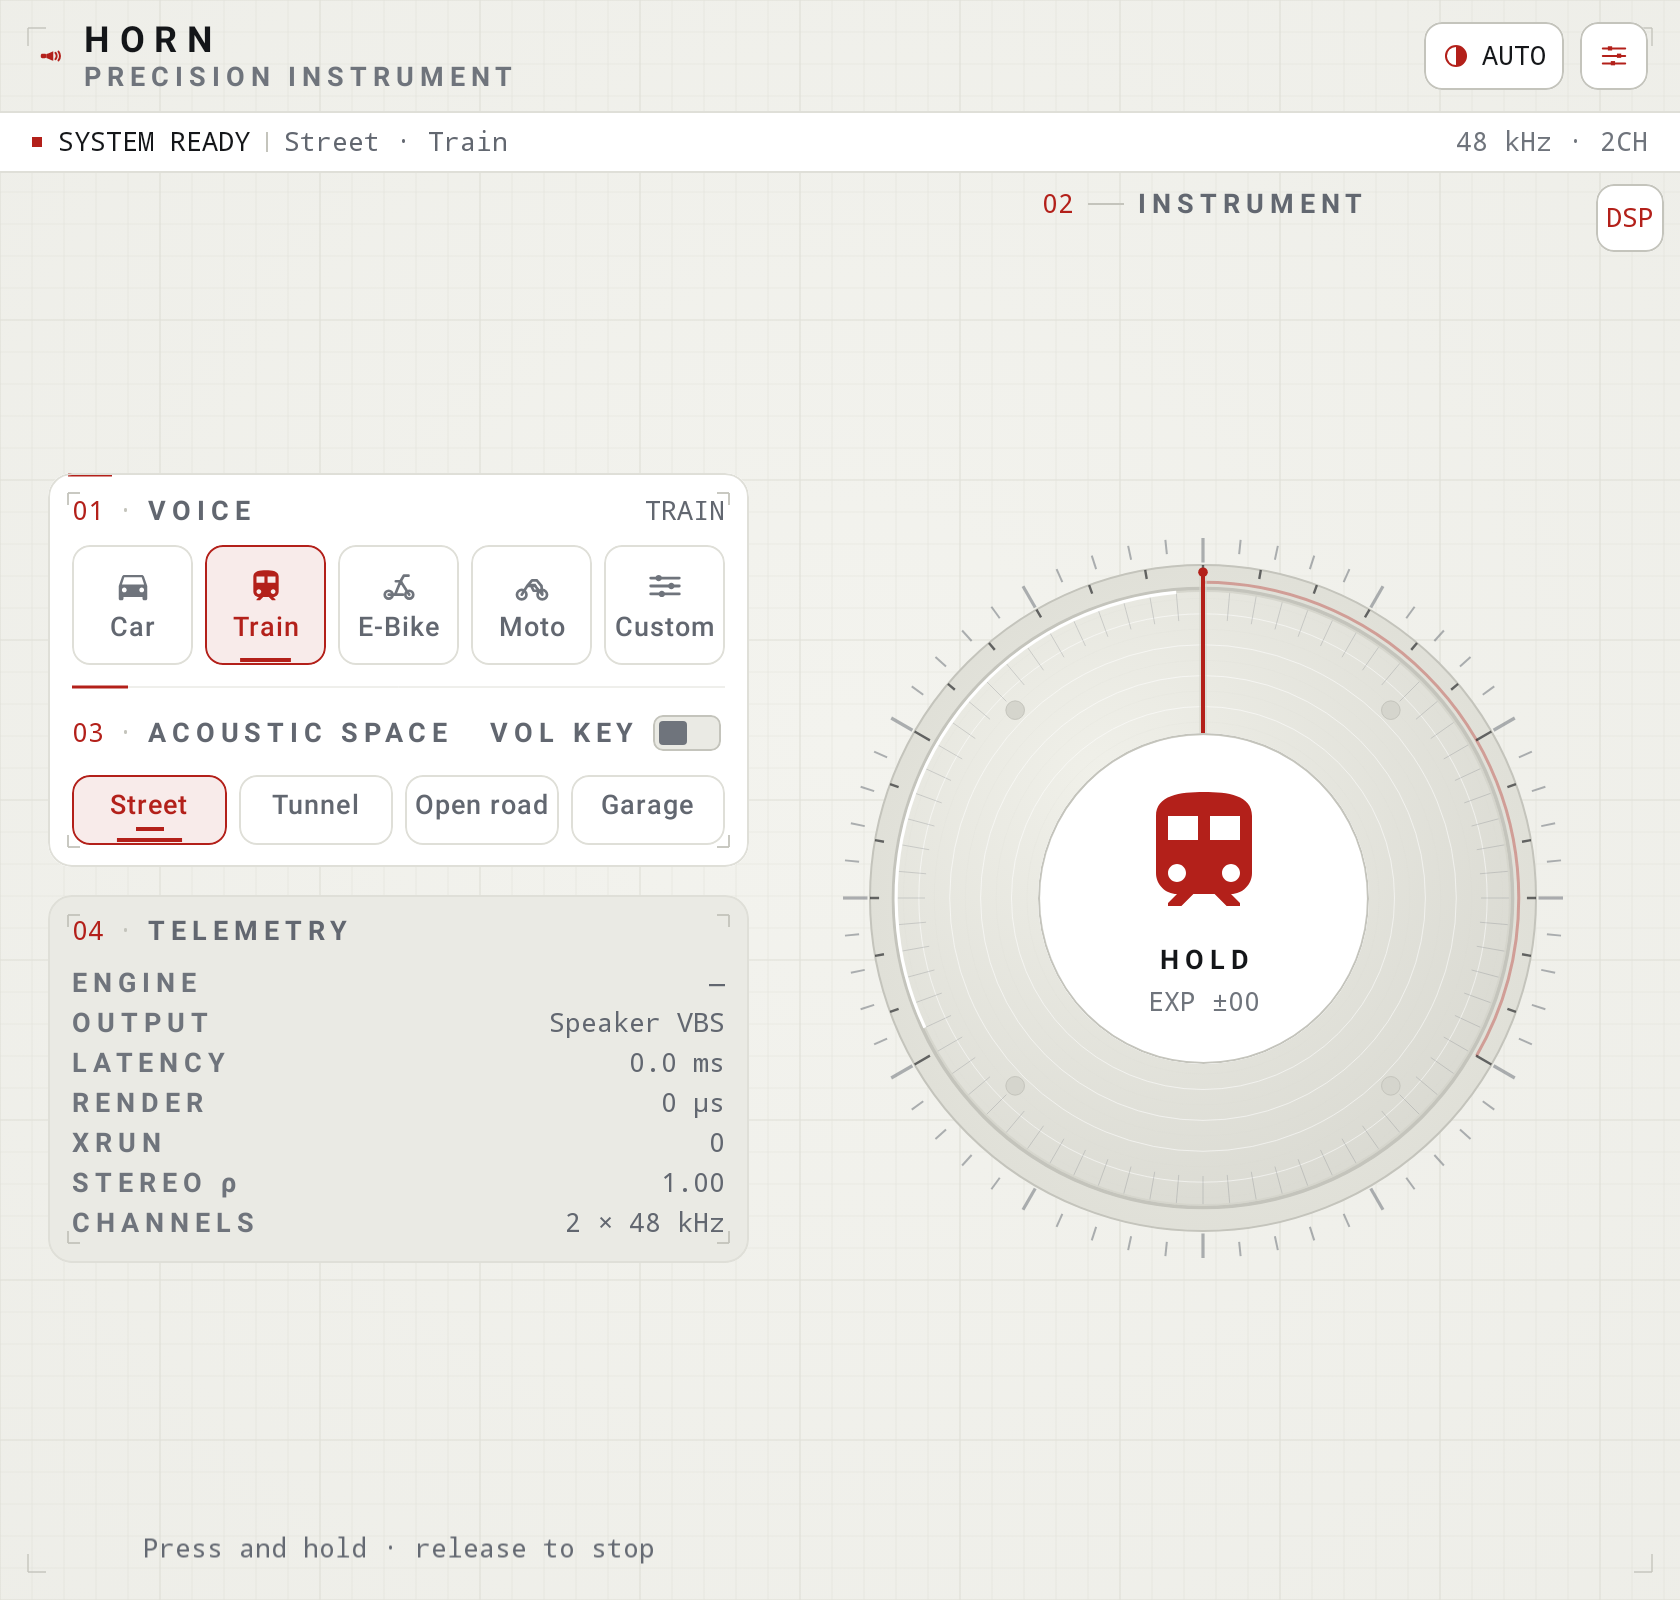 HORN
PRECISION INSTRUMENT
AUTO
SYSTEM READY | Street · Train
48 kHz · 2CH
02 — INSTRUMENT
DSP
01 · VOICE
TRAIN
Car
Train
E-Bike
Moto
Custom
03 · ACOUSTIC SPACE
VOL KEY
Street
Tunnel
Open road
Garage
04 · TELEMETRY
ENGINE —
OUTPUT Speaker VBS
LATENCY 0.0 ms
RENDER 0 µs
XRUN 0
STEREO ρ 1.00
CHANNELS 2 × 48 kHz
HOLD
EXP ±00
Press and hold · release to stop